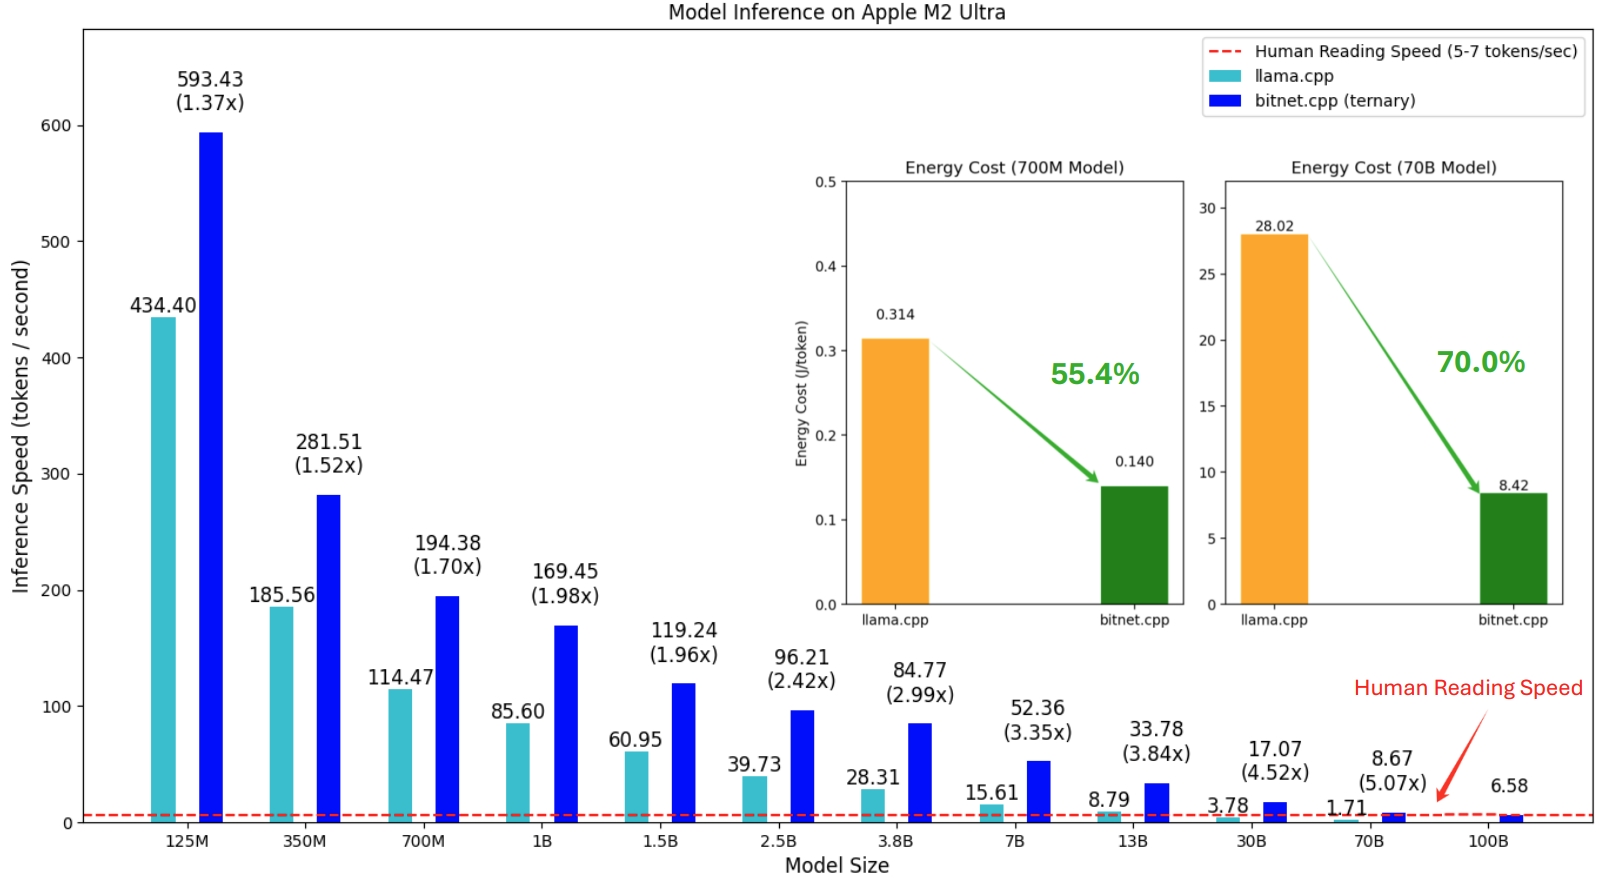 Model Inference on Apple M2 Ultra
Human Reading Speed (5-7 tokens/sec)
llama.cpp
bitnet.cpp (ternary)
Inference Speed (tokens / second)
600
500
400
300
200
100
0
434.40
593.43
(1.37x)
185.56
281.51
(1.52x)
114.47
194.38
(1.70x)
85.60
169.45
(1.98x)
60.95
119.24
(1.96x)
39.73
96.21
(2.42x)
28.31
84.77
(2.99x)
15.61
52.36
(3.35x)
8.79
33.78
(3.84x)
3.78
17.07
(4.52x)
1.71
8.67
(5.07x)
6.58
Human Reading Speed
125M
350M
700M
1B
1.5B
2.5B
3.8B
7B
13B
30B
70B
100B
Model Size
Energy Cost (700M Model)
Energy Cost (J/token)
0.5
0.4
0.3
0.2
0.1
0.0
0.314
55.4%
0.140
llama.cpp
bitnet.cpp
Energy Cost (70B Model)
30
25
20
15
10
5
0
28.02
70.0%
8.42
llama.cpp
bitnet.cpp